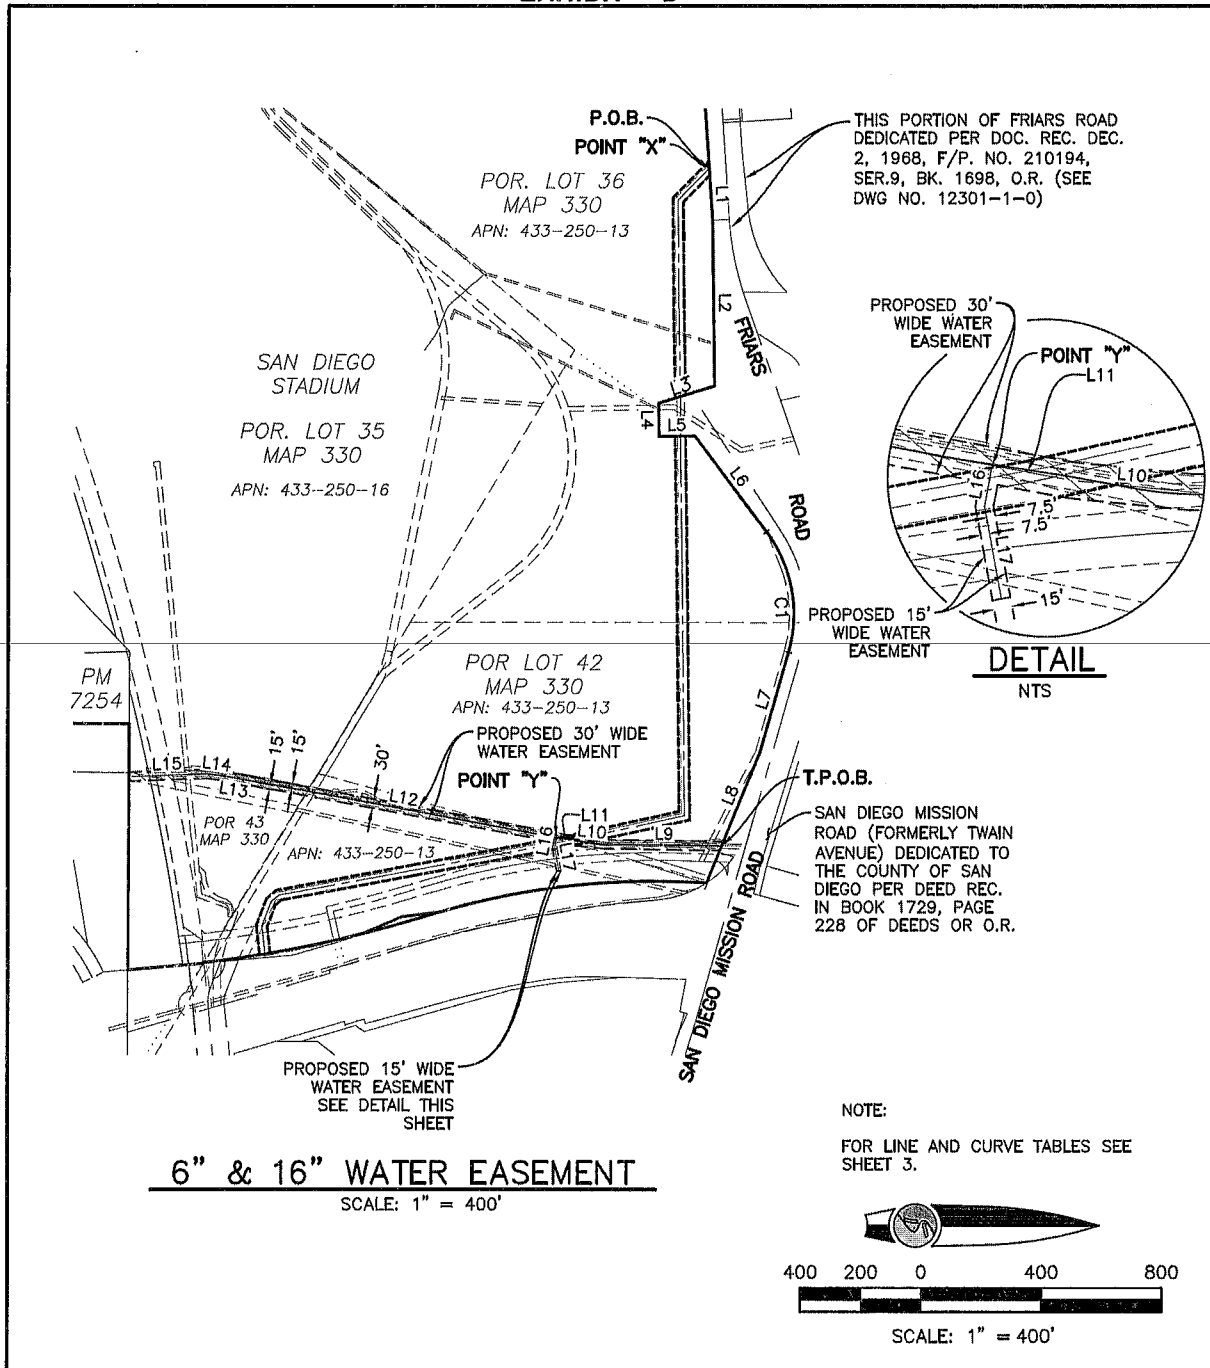 P.O.B.
POINT "X"
THIS PORTION OF FRIARS ROAD
DEDICATED PER DOC. REC. DEC.
2, 1968, F/P. NO. 210194,
SER.9, BK. 1698, O.R. (SEE
DWG NO. 12301-1-0)
POR. LOT 36
MAP 330
APN: 433-250-13
L1
L2
FRIARS
ROAD
L3
L4
L5
L6
C1
L7
L8
SAN DIEGO
STADIUM
POR. LOT 35
MAP 330
APN: 433-250-16
PROPOSED 30'
WIDE WATER
EASEMENT
POINT "Y"
L11
L10
L16
7.5'
7.5'
L17
15'
PROPOSED 15'
WIDE WATER
EASEMENT
DETAIL
NTS
PM
7254
POR LOT 42
MAP 330
APN: 433-250-13
PROPOSED 30' WIDE
WATER EASEMENT
POINT "Y"
15'
15'
30'
L15
L14
L13
L12
L11
L10
L9
L16
L17
POR 43
MAP 330
APN: 433-250-13
T.P.O.B.
SAN DIEGO MISSION
ROAD (FORMERLY TWAIN
AVENUE) DEDICATED TO
THE COUNTY OF SAN
DIEGO PER DEED REC.
IN BOOK 1729, PAGE
228 OF DEEDS OR O.R.
SAN DIEGO MISSION ROAD
PROPOSED 15' WIDE
WATER EASEMENT
SEE DETAIL THIS
SHEET
6" & 16" WATER EASEMENT
SCALE: 1" = 400'
NOTE:
FOR LINE AND CURVE TABLES SEE
SHEET 3.
400 200 0 400 800
SCALE: 1" = 400'